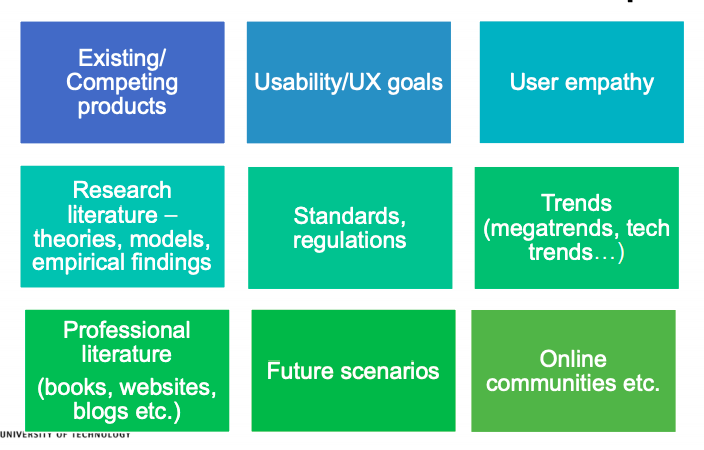 Existing/
Competing
products
Usability/UX goals
User empathy
Research
literature –
theories, models,
empirical findings
Standards,
regulations
Trends
(megatrends, tech
trends…)
Professional
literature
(books, websites,
blogs etc.)
Future scenarios
Online
communities etc.
UNIVERSITY OF TECHNOLOGY